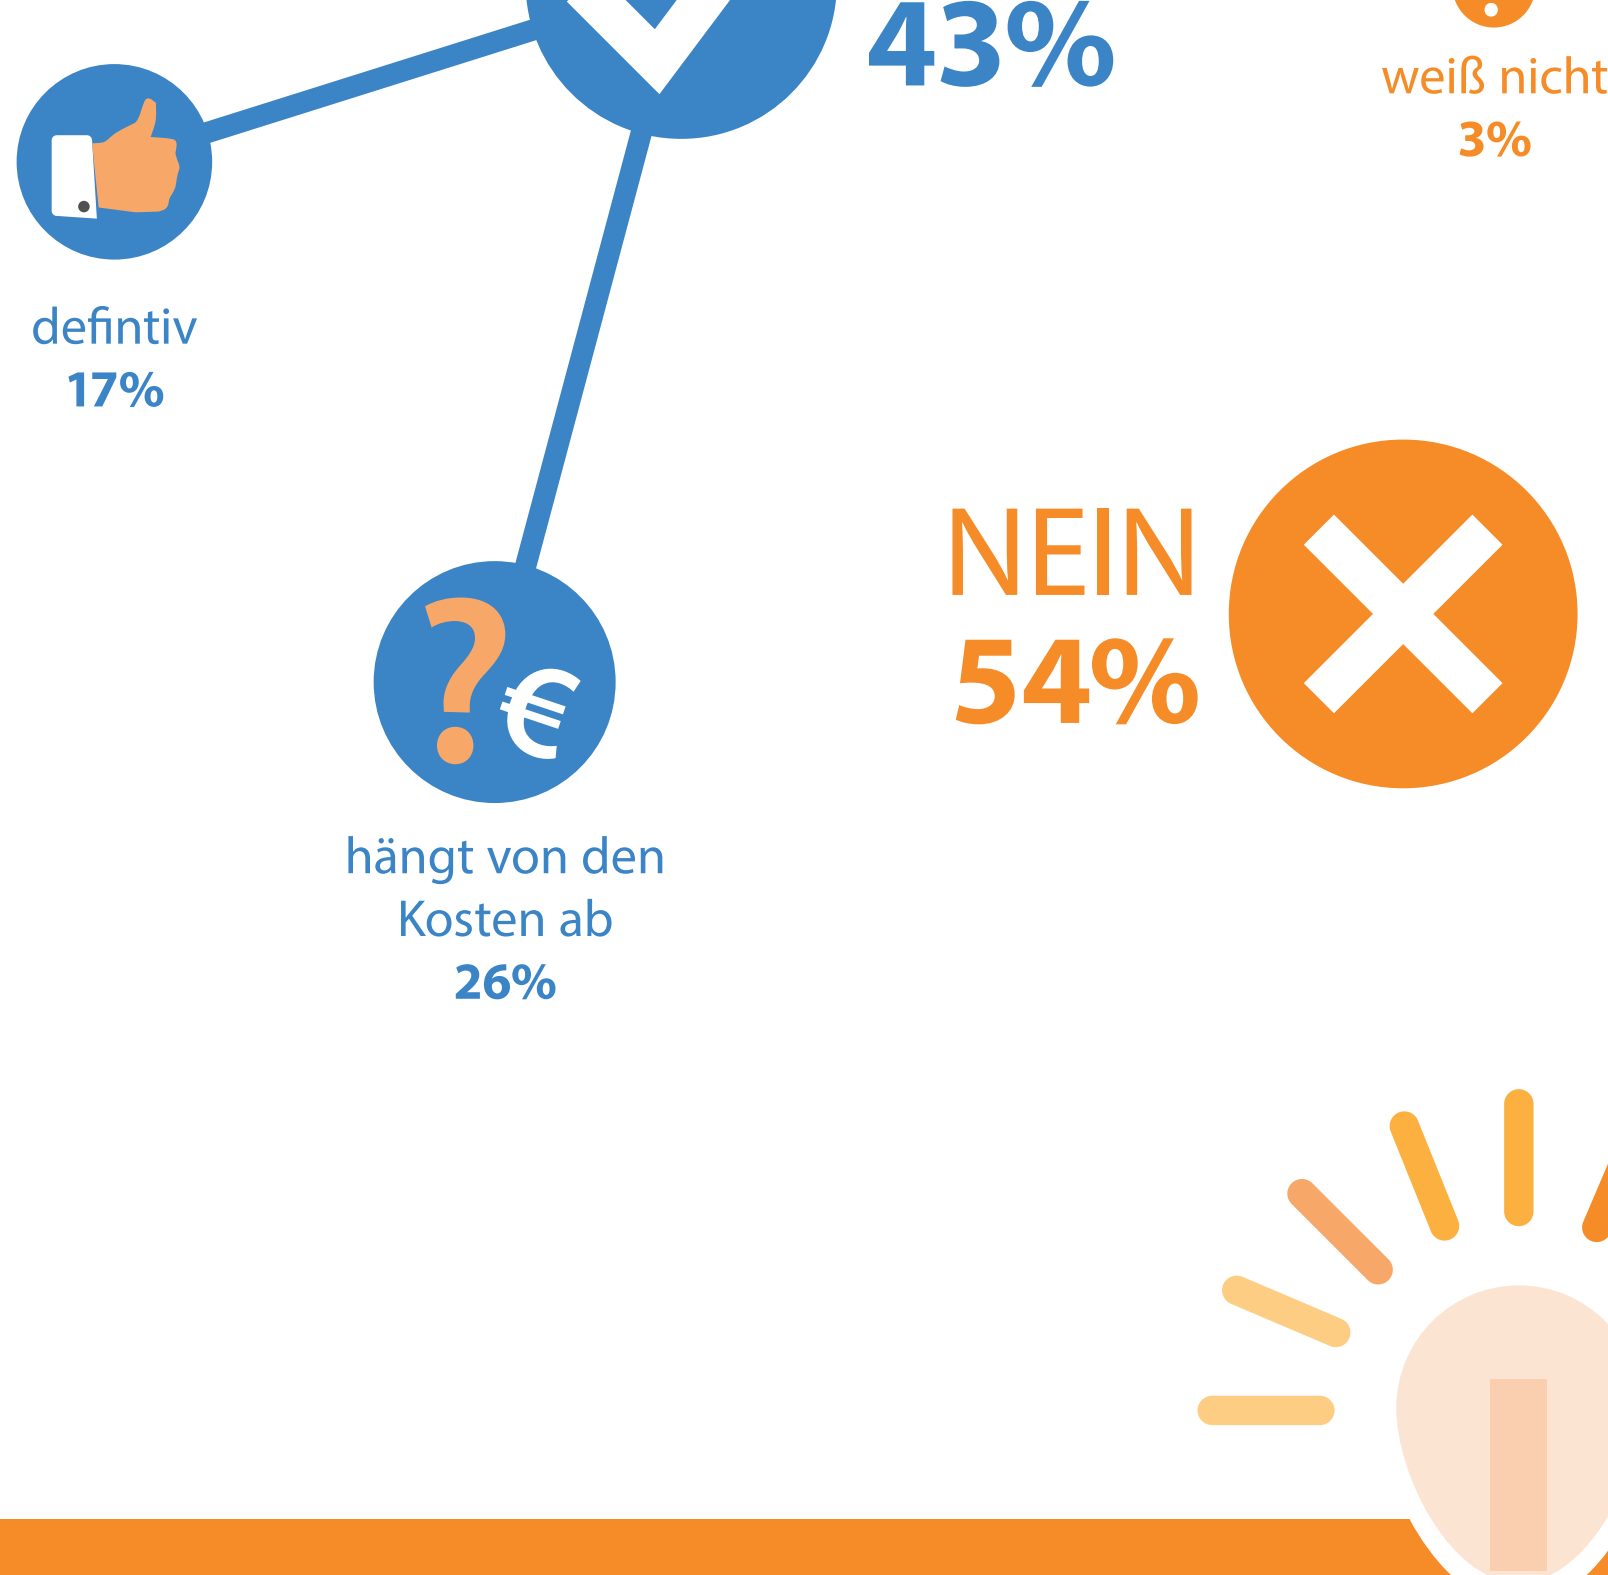 43%
weiß nicht
3%
defintiv
17%
NEIN
54%
?€
hängt von den
Kosten ab
26%